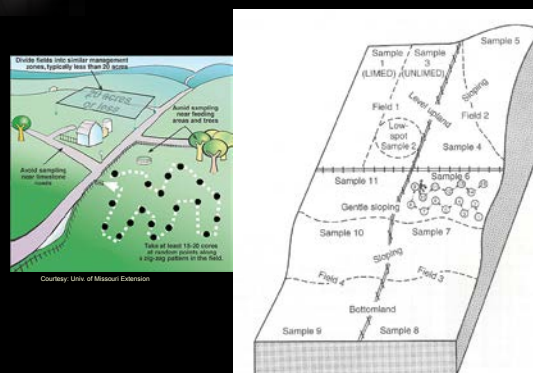 Divide fields into similar management
zones, typically less than 20 acres
20 acres
or less
Avoid sampling
near feeding
areas and trees
Avoid sampling
near limestone
roads
Take at least 15-20 cores
at random points along
a zig-zag pattern in the field.
Courtesy: Univ. of Missouri Extension
Sample
1
(LIMED)
Sample
3
(UNLIMED)
Sample 5
Field 1
Level upland
Sloping
Field 2
Low-
spot
Sample 2
Sample 4
Sample 11
Sample 6
Gentle sloping
Sample 10
Sample 7
Sloping
Field 4
Field 3
Bottomland
Sample 9
Sample 8